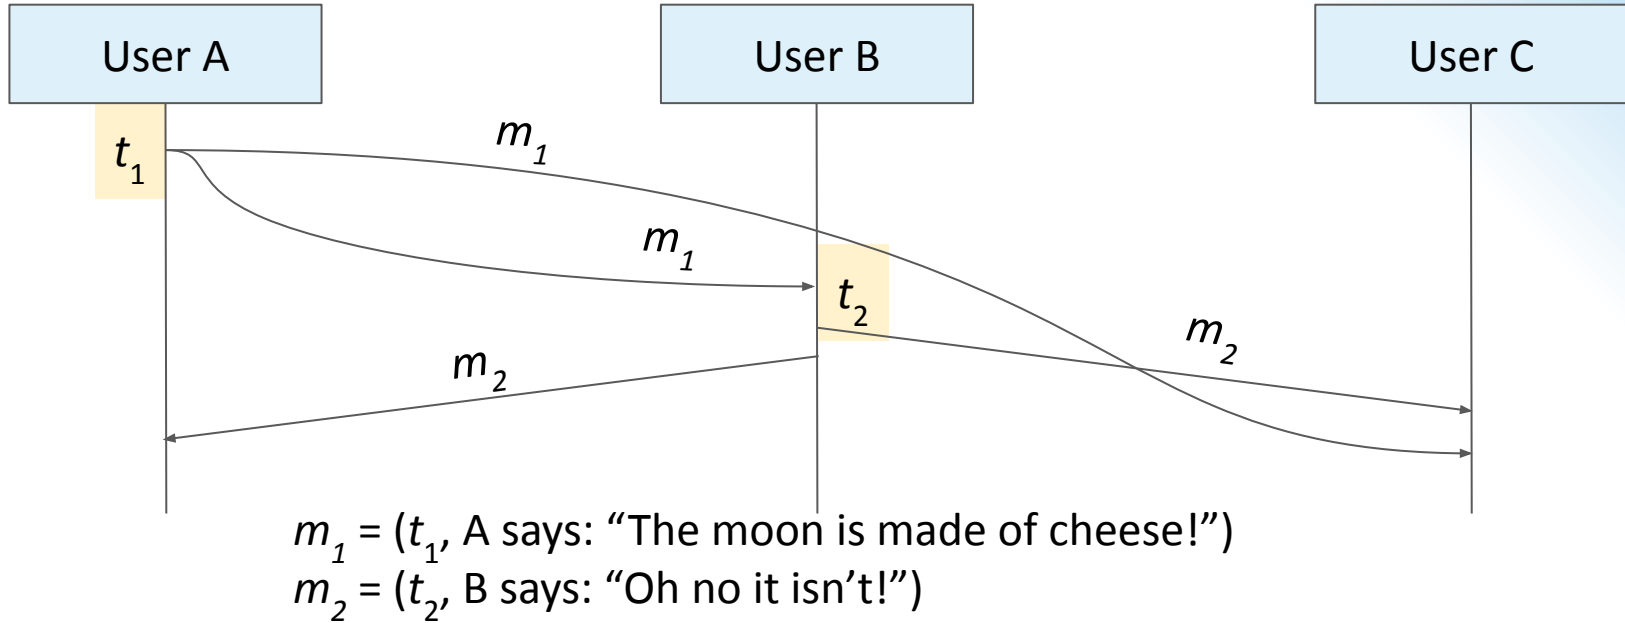 User A
User B
User C
t₁
m₁
m₁
t₂
m₂
m₂
m₁ = (t₁, A says: “The moon is made of cheese!”)
m₂ = (t₂, B says: “Oh no it isn’t!”)